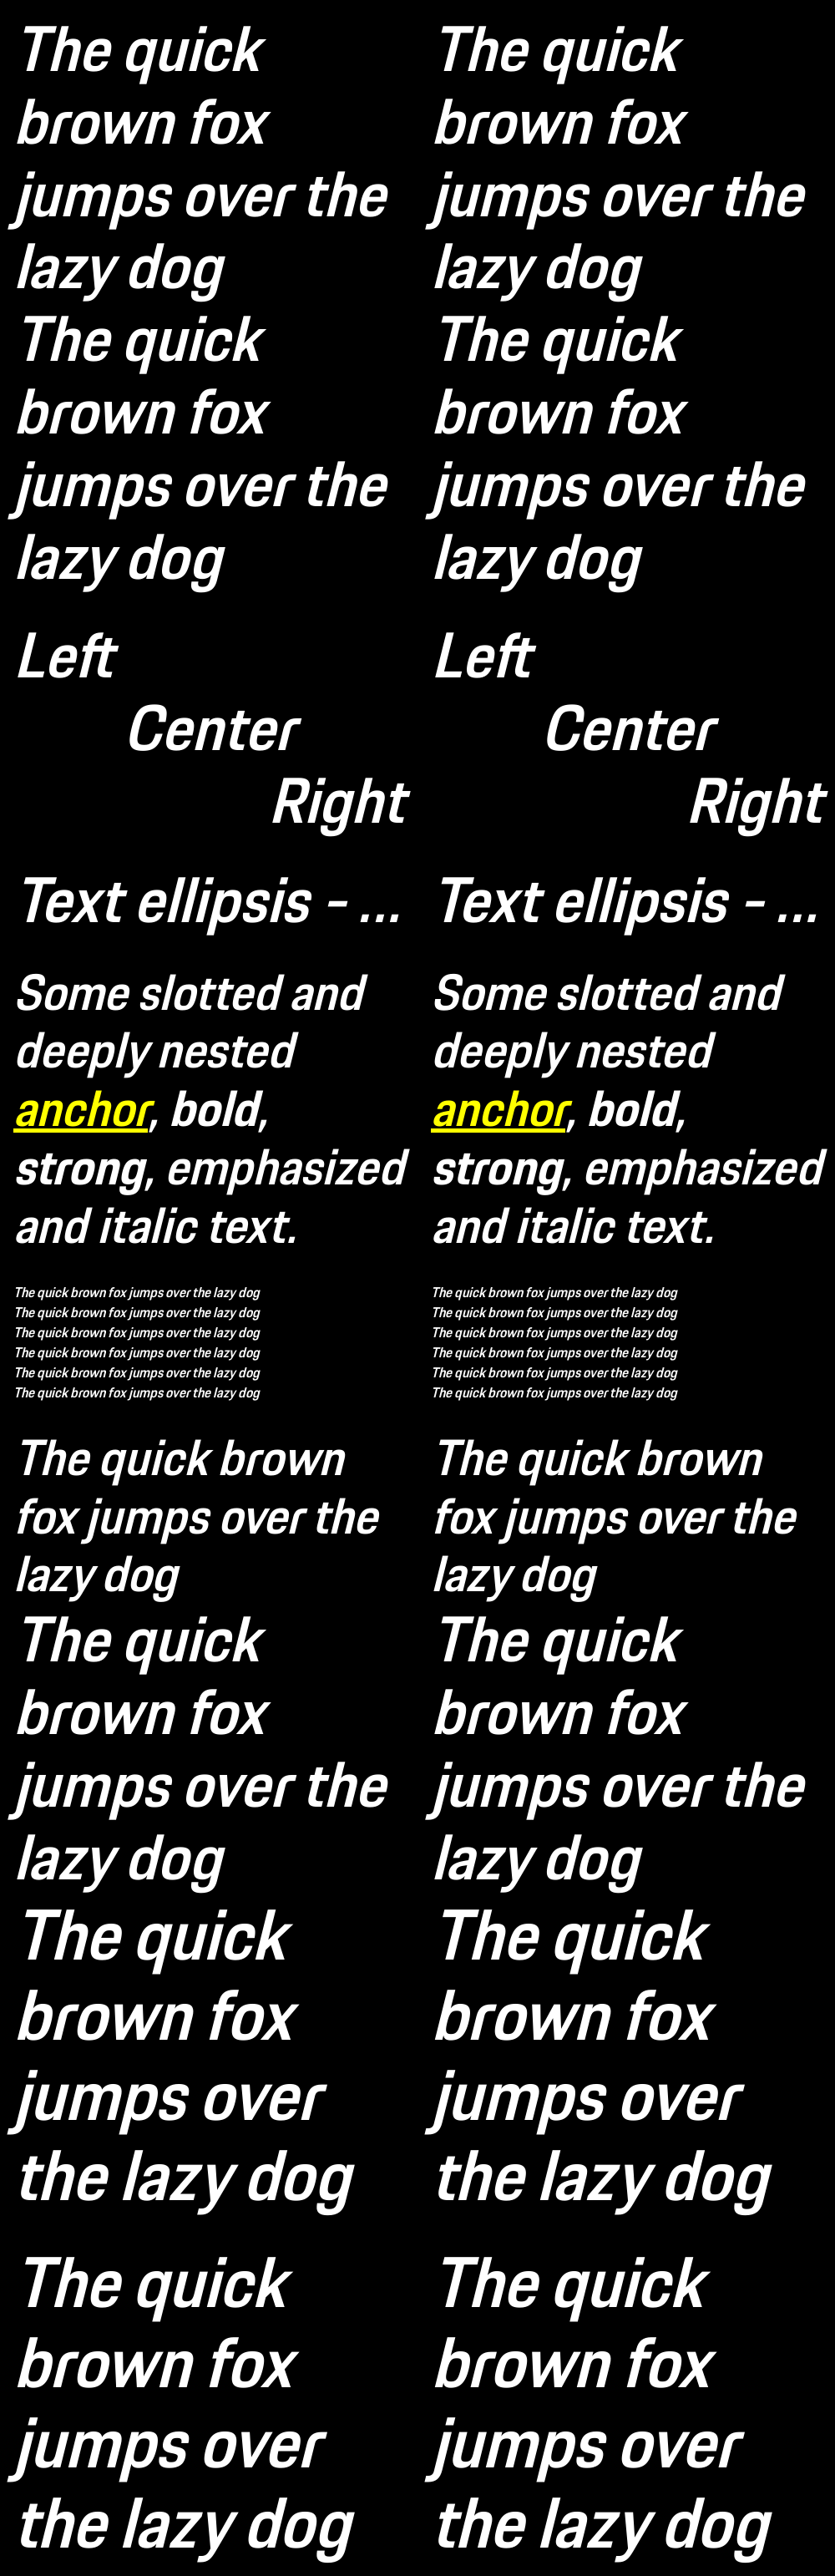 The quick
brown fox
jumps over the
lazy dog
The quick
brown fox
jumps over the
lazy dog
Left
Center
Right
Text ellipsis - ...
Some slotted and
deeply nested
anchor, bold,
strong, emphasized
and italic text.
The quick brown fox jumps over the lazy dog
The quick brown fox jumps over the lazy dog
The quick brown fox jumps over the lazy dog
The quick brown fox jumps over the lazy dog
The quick brown fox jumps over the lazy dog
The quick brown fox jumps over the lazy dog
The quick brown
fox jumps over the
lazy dog
The quick
brown fox
jumps over the
lazy dog
The quick
brown fox
jumps over
the lazy dog
The quick
brown fox
jumps over
the lazy dog
The quick
brown fox
jumps over the
lazy dog
The quick
brown fox
jumps over the
lazy dog
Left
Center
Right
Text ellipsis - ...
Some slotted and
deeply nested
anchor, bold,
strong, emphasized
and italic text.
The quick brown fox jumps over the lazy dog
The quick brown fox jumps over the lazy dog
The quick brown fox jumps over the lazy dog
The quick brown fox jumps over the lazy dog
The quick brown fox jumps over the lazy dog
The quick brown fox jumps over the lazy dog
The quick brown
fox jumps over the
lazy dog
The quick
brown fox
jumps over the
lazy dog
The quick
brown fox
jumps over
the lazy dog
The quick
brown fox
jumps over
the lazy dog